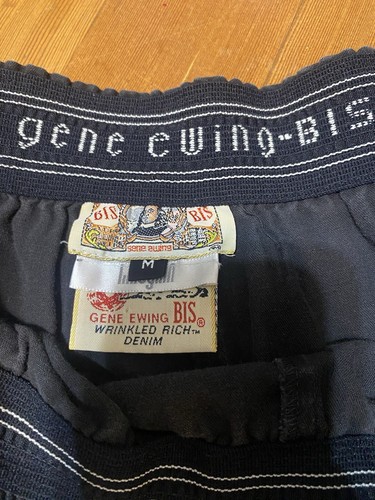 gene ewing-BIS
BIS BIS
gene ewing
M
GENE EWING BIS®
WRINKLED RICH™
DENIM